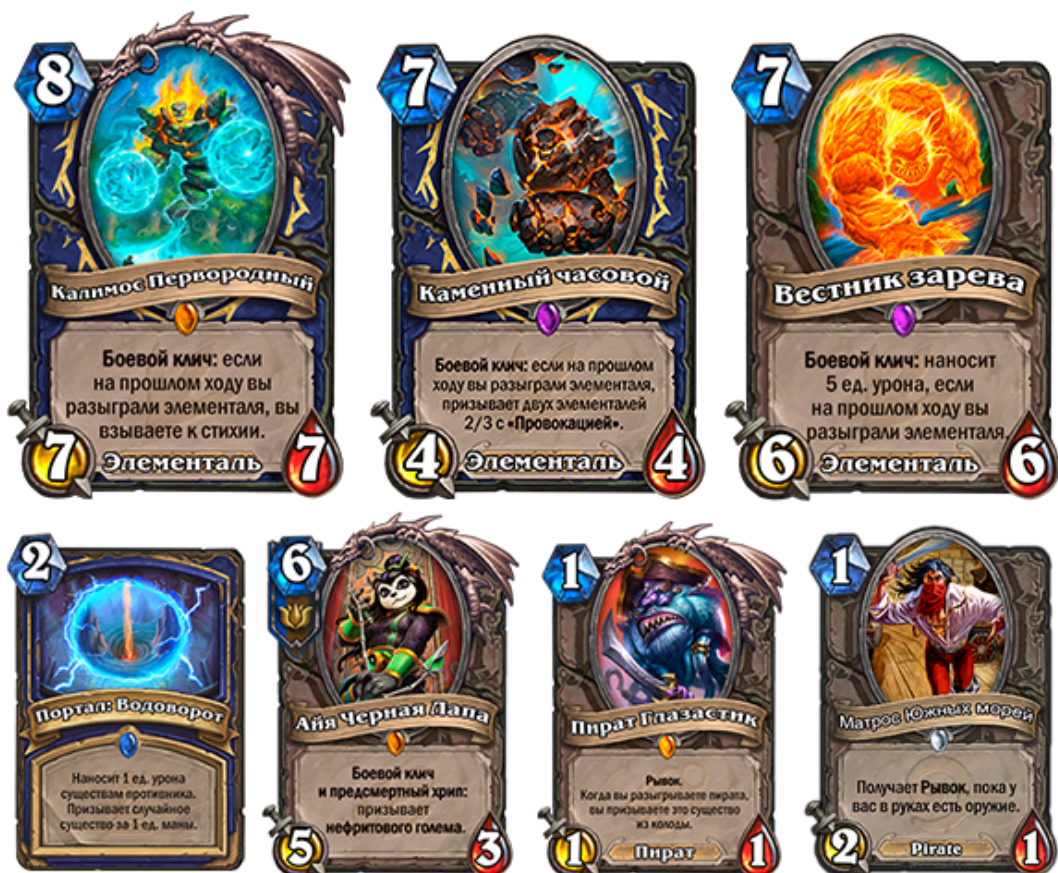 8
Калимос Первородный
Боевой клич: если
на прошлом ходу вы
разыграли элементаля, вы
взываете к стихии.
7
Элементаль
7
7
Каменный часовой
Боевой клич: если на прошлом
ходу вы разыграли элементаля,
призывает двух элементалей
2/3 с «Провокацией».
4
Элементаль
4
7
Вестник зарева
Боевой клич: наносит
5 ед. урона, если
на прошлом ходу вы
разыграли элементаля.
6
Элементаль
6
2
Портал: Водоворот
Наносит 1 ед. урона
существам противника.
Призывает случайное
существо за 1 ед. маны.
6
Айя Черная Лапа
Боевой клич
и предсмертный хрип:
призывает
нефритового голема.
5
3
1
Пират Глазастик
Рывок.
Когда вы разыгрываете пирата,
вы призываете это существо
из колоды.
1
Пират
1
1
Матрос Южных морей
Получает Рывок, пока у
вас в руках есть оружие.
2
Pirate
1